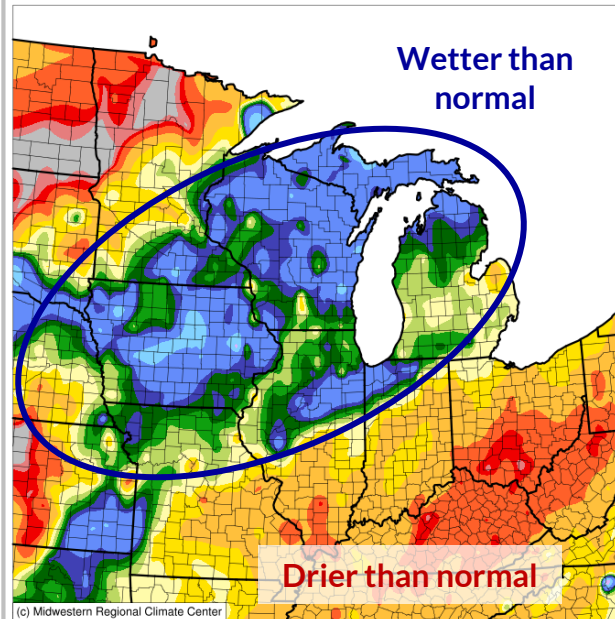 Wetter than
normal
Drier than normal
(c) Midwestern Regional Climate Center